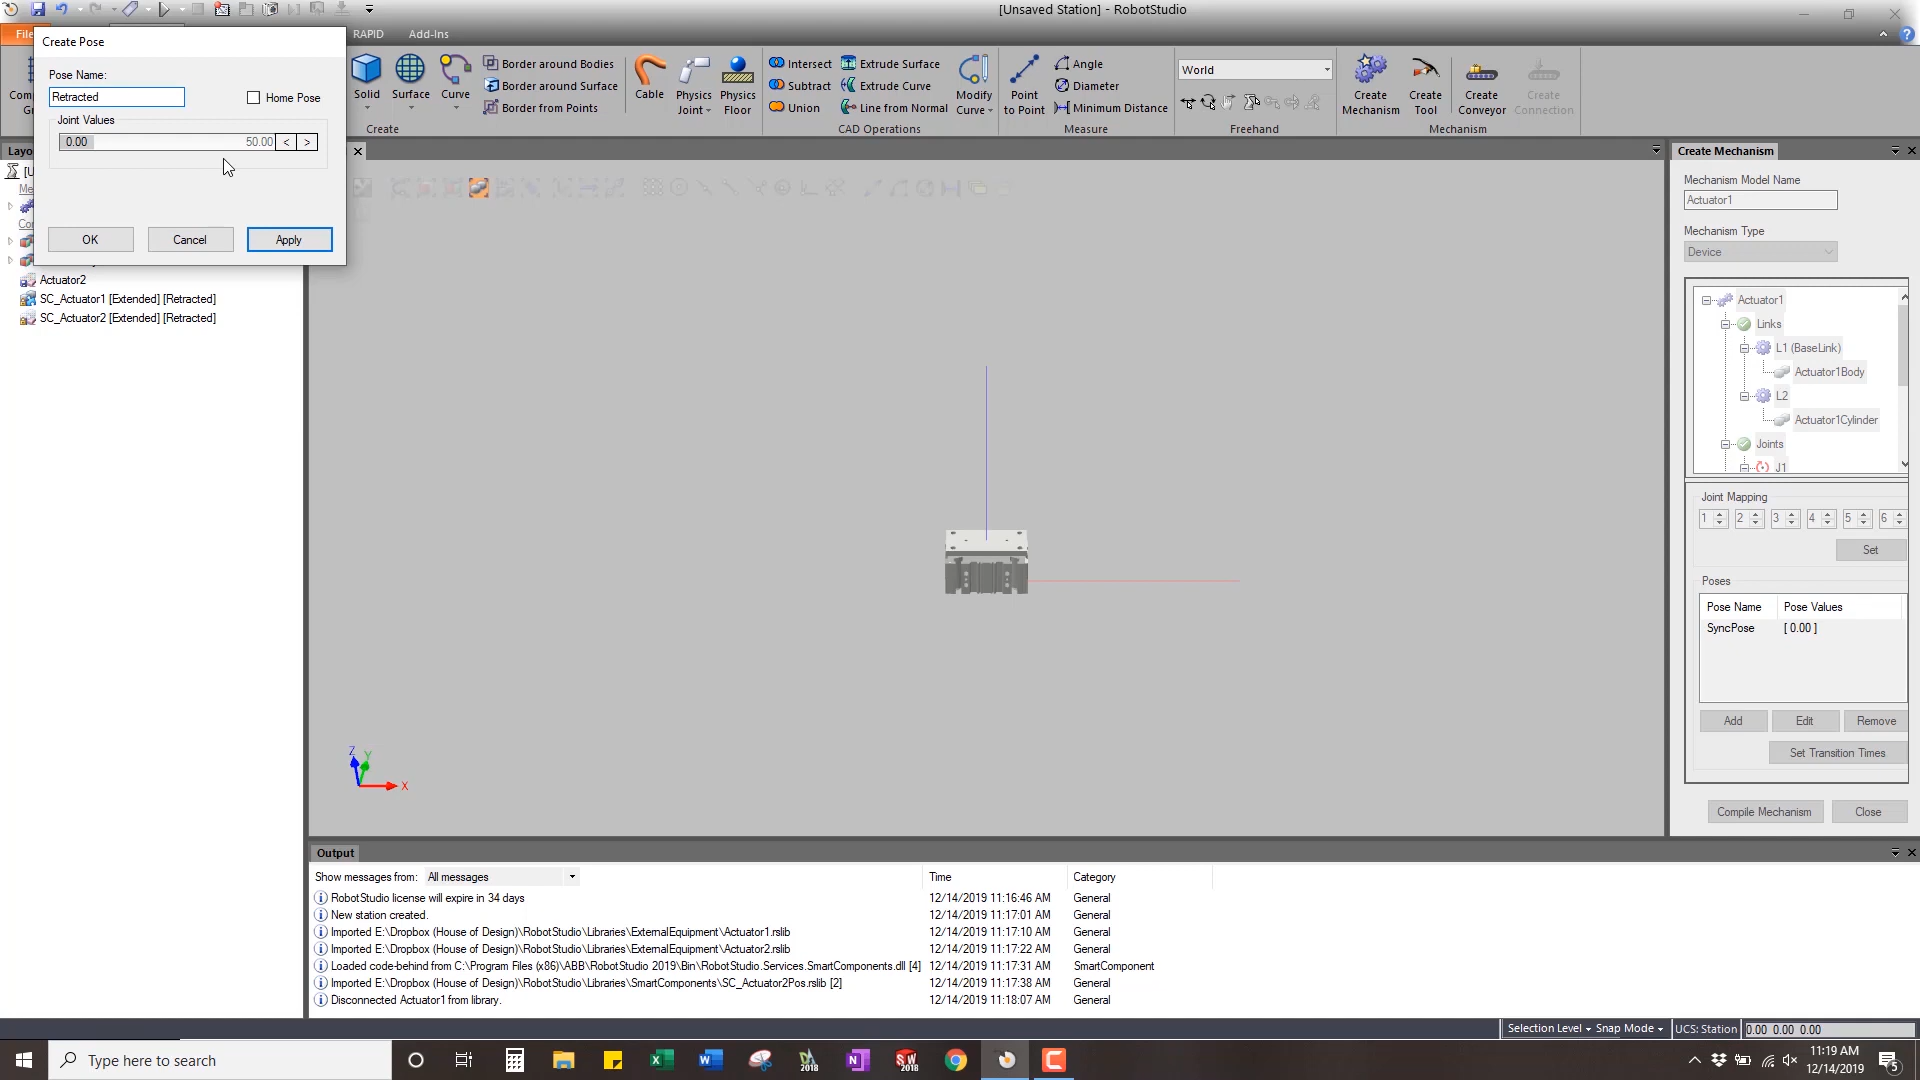 [Unsaved Station] - RobotStudio
File
RAPID
Add-Ins
Create Pose
Pose Name:
Retracted
Home Pose
Joint Values
0.00
50.00
<
>
OK
Cancel
Apply
Solid
Surface
Curve
Border around Bodies
Border around Surface
Border from Points
Create
Cable
Physics Joint
Physics Floor
Intersect
Subtract
Union
Extrude Surface
Extrude Curve
Line from Normal
CAD Operations
Modify Curve
Point to Point
Angle
Diameter
Minimum Distance
Measure
World
Freehand
Create Mechanism
Create Tool
Create Conveyor
Create Connection
Mechanism
Actuator2
SC_Actuator1 [Extended] [Retracted]
SC_Actuator2 [Extended] [Retracted]
Z
Y
X
Create Mechanism
Mechanism Model Name
Actuator1
Mechanism Type
Device
Actuator1
Links
L1 (BaseLink)
Actuator1Body
L2
Actuator1Cylinder
Joints
J1
Joint Mapping
1 2 3 4 5 6
Set
Poses
Pose Name Pose Values
SyncPose [ 0.00 ]
Add
Edit
Remove
Set Transition Times
Compile Mechanism
Close
Output
Show messages from: All messages Time Category
RobotStudio license will expire in 34 days 12/14/2019 11:16:46 AM General
New station created. 12/14/2019 11:17:01 AM General
Imported E:\Dropbox (House of Design)\RobotStudio\Libraries\ExternalEquipment\Actuator1.rslib 12/14/2019 11:17:10 AM General
Imported E:\Dropbox (House of Design)\RobotStudio\Libraries\ExternalEquipment\Actuator2.rslib 12/14/2019 11:17:22 AM General
Loaded code-behind from C:\Program Files (x86)\ABB\RobotStudio 2019\Bin\RobotStudio.Services.SmartComponents.dll [4] 12/14/2019 11:17:31 AM SmartComponent
Imported E:\Dropbox (House of Design)\RobotStudio\Libraries\SmartComponents\SC_Actuator2Pos.rslib [2] 12/14/2019 11:17:38 AM General
Disconnected Actuator1 from library. 12/14/2019 11:18:07 AM General
Selection Level Snap Mode UCS: Station 0.00 0.00 0.00
Type here to search
11:19 AM
12/14/2019
5